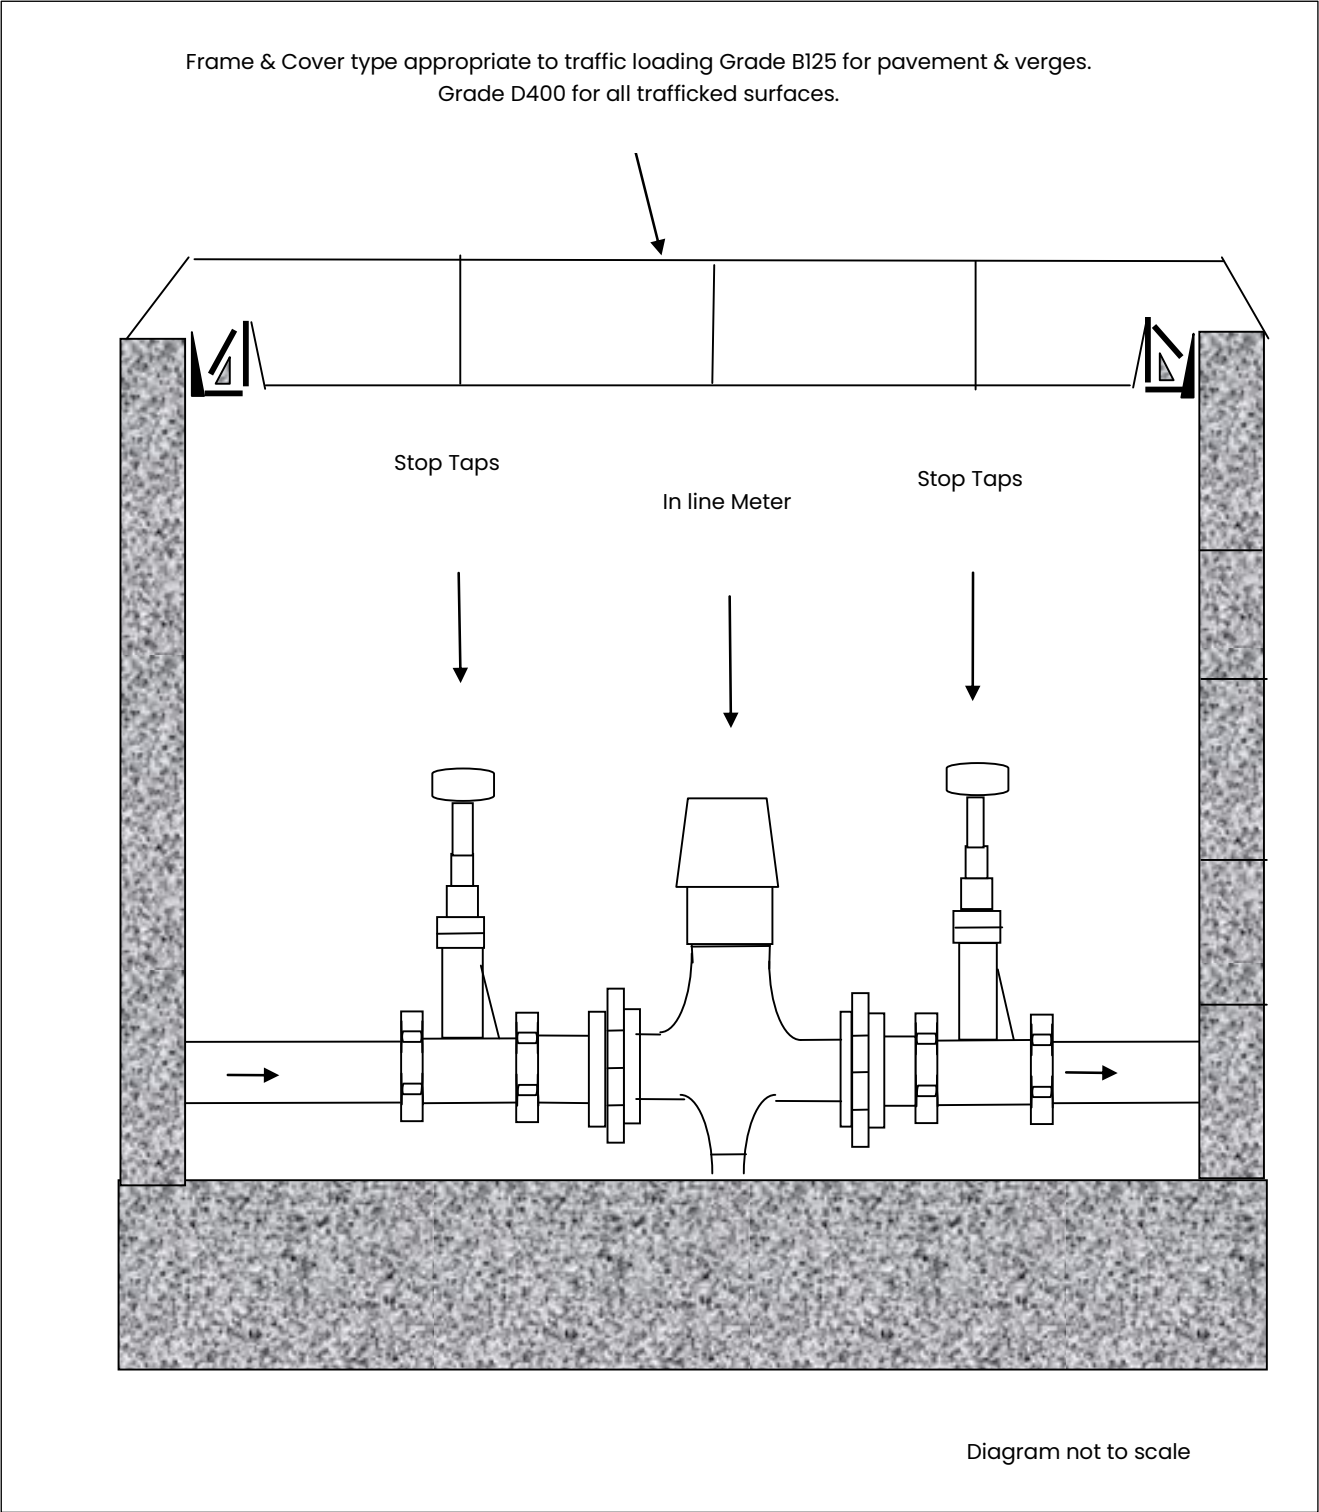 Frame & Cover type appropriate to traffic loading Grade B125 for pavement & verges.
Grade D400 for all trafficked surfaces.
Stop Taps
Stop Taps
In line Meter
Diagram not to scale